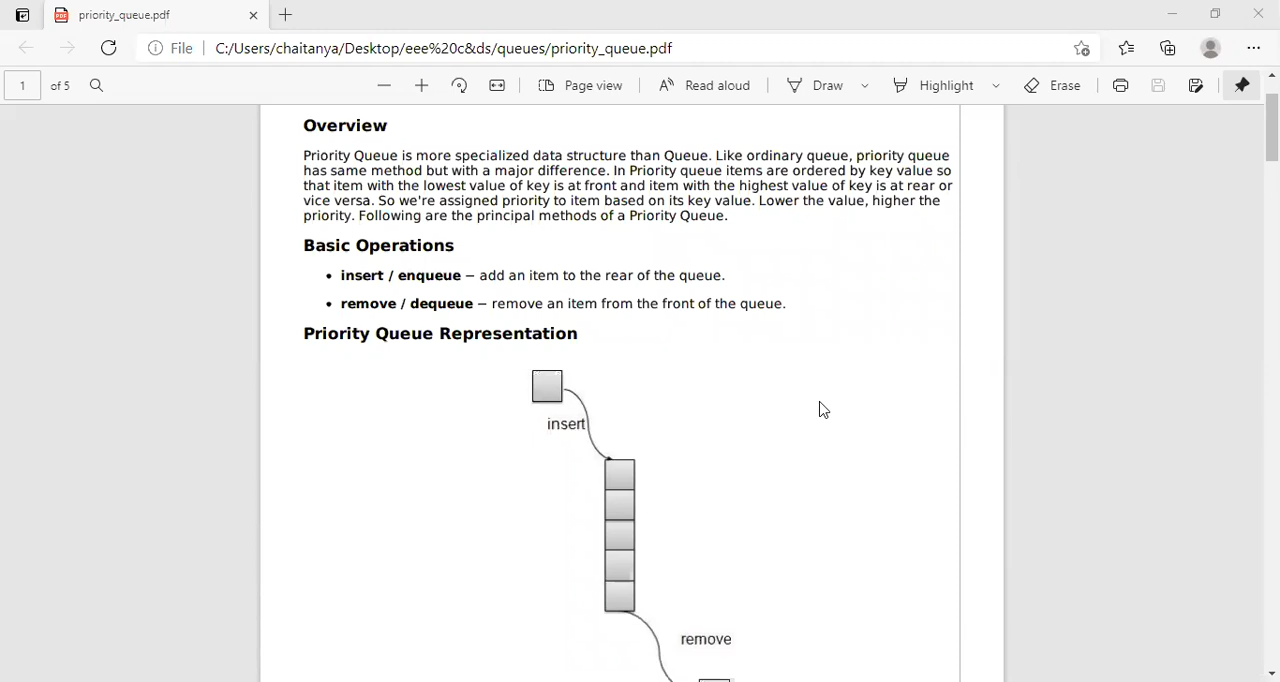 priority_queue.pdf
File C:/Users/chaitanya/Desktop/eee%20c&ds/queues/priority_queue.pdf
1 of 5 Page view Read aloud Draw Highlight Erase
Overview
Priority Queue is more specialized data structure than Queue. Like ordinary queue, priority queue
has same method but with a major difference. In Priority queue items are ordered by key value so
that item with the lowest value of key is at front and item with the highest value of key is at rear or
vice versa. So we're assigned priority to item based on its key value. Lower the value, higher the
priority. Following are the principal methods of a Priority Queue.
Basic Operations
• insert / enqueue − add an item to the rear of the queue.
• remove / dequeue − remove an item from the front of the queue.
Priority Queue Representation
insert
remove